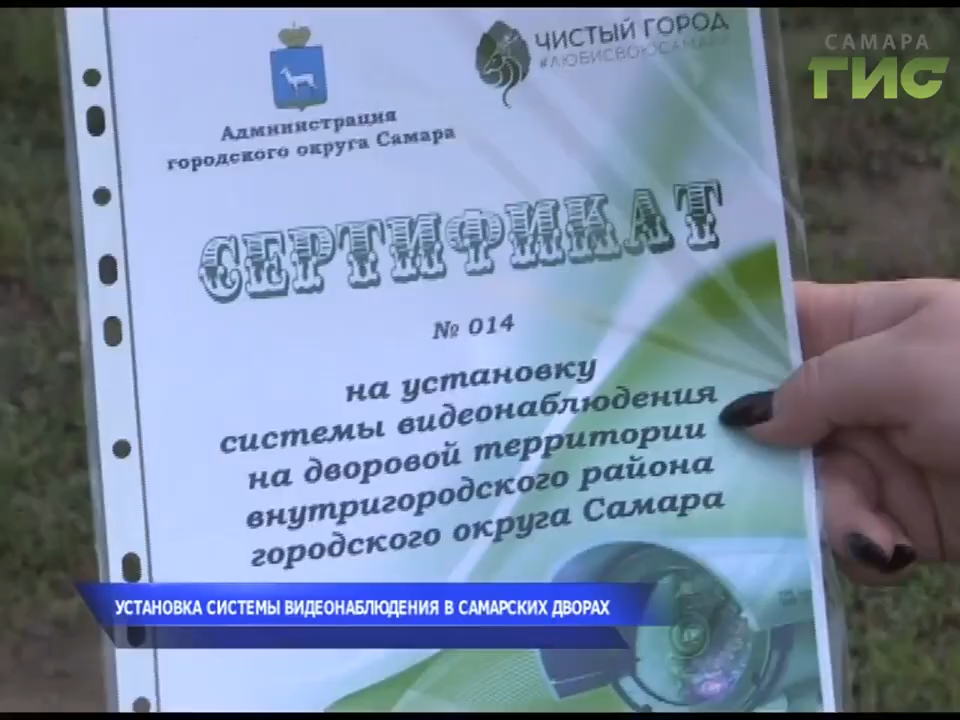 Администрация
городского округа Самара
ЧИСТЫЙ ГОРОД
#ЛЮБИСВОЮСАМАРУ
САМАРА
ГИС
СЕРТИФИКАТ
№ 014
на установку
системы видеонаблюдения
на дворовой территории
внутригородского района
городского округа Самара
УСТАНОВКА СИСТЕМЫ ВИДЕОНАБЛЮДЕНИЯ В САМАРСКИХ ДВОРАХ